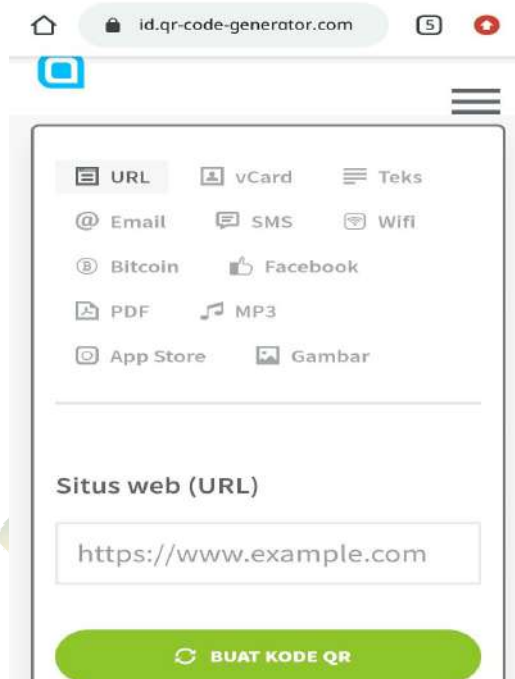 id.qr-code-generator.com 5
URL vCard Teks
@ Email SMS Wifi
Bitcoin Facebook
PDF MP3
App Store Gambar
Situs web (URL)
https://www.example.com
BUAT KODE QR